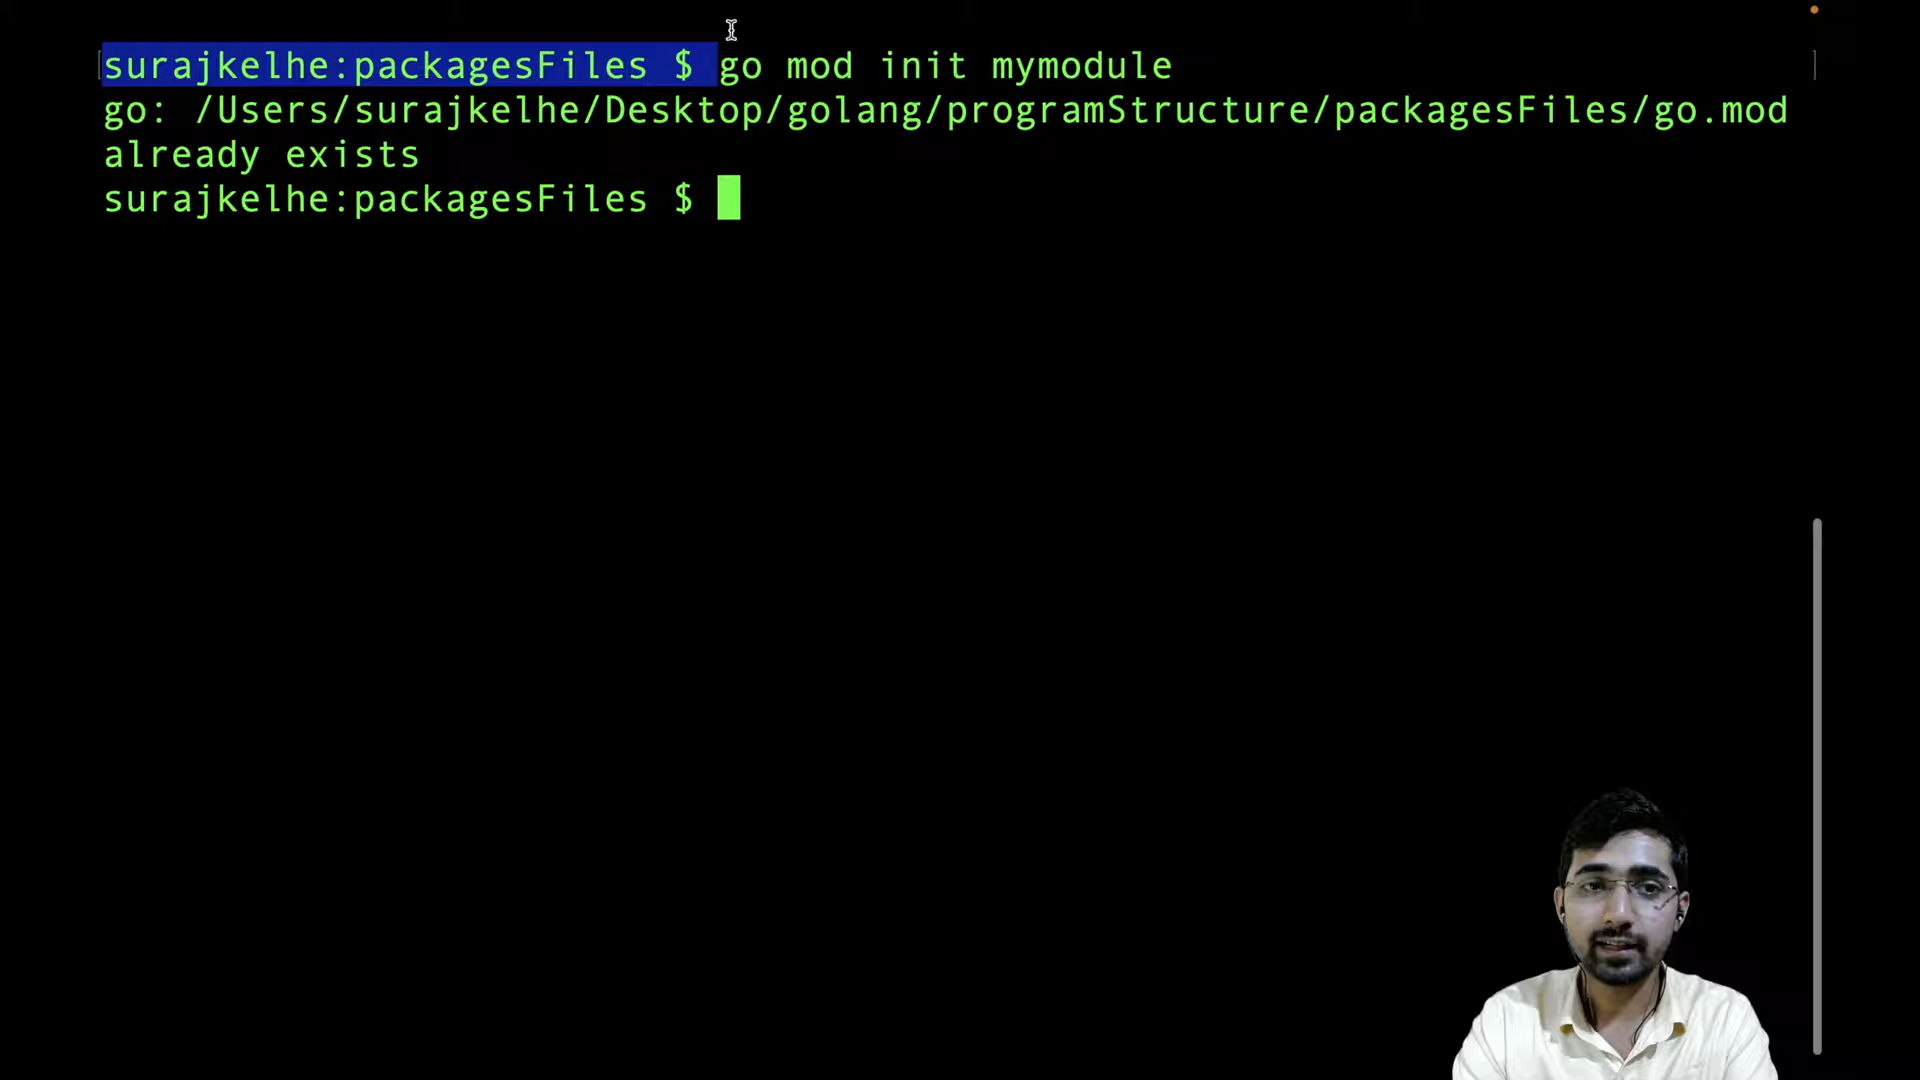 surajkelhe:packagesFiles $ go mod init mymodule
go: /Users/surajkelhe/Desktop/golang/programStructure/packagesFiles/go.mod
already exists
surajkelhe:packagesFiles $